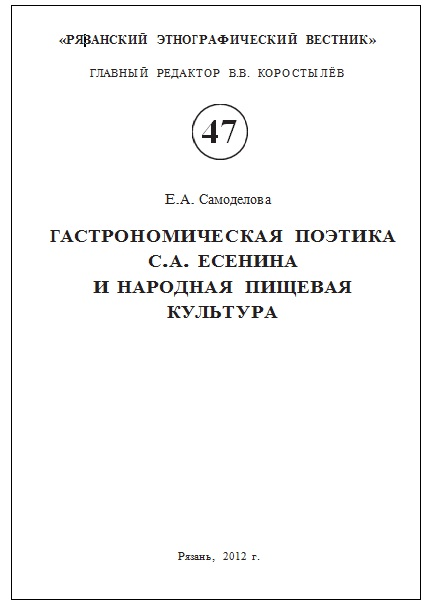 «РЯЗАНСКИЙ ЭТНОГРАФИЧЕСКИЙ ВЕСТНИК»
ГЛАВНЫЙ РЕДАКТОР В.В. КОРОСТЫЛЁВ
47
Е.А. Самоделова
ГАСТРОНОМИЧЕСКАЯ ПОЭТИКА
С.А. ЕСЕНИНА
И НАРОДНАЯ ПИЩЕВАЯ
КУЛЬТУРА
Рязань, 2012 г.